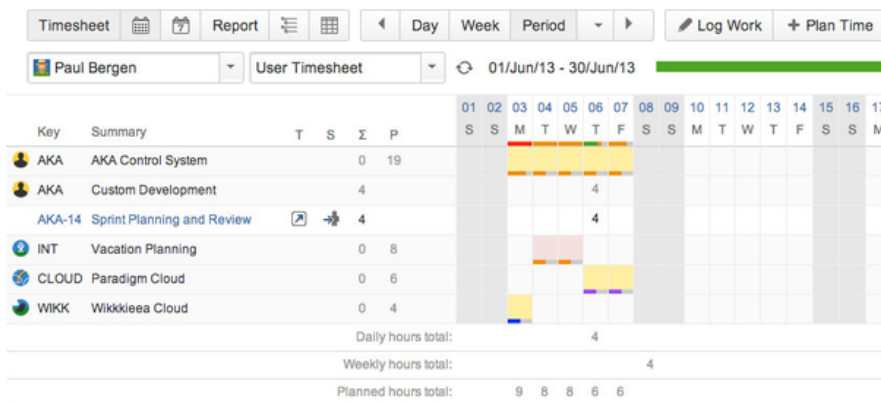 Timesheet 7 Report Day Week Period Log Work + Plan Time
Paul Bergen User Timesheet 01/Jun/13 - 30/Jun/13
01 02 03 04 05 06 07 08 09 10 11 12 13 14 15 16
Key Summary T S Σ P S S M T W T F S S M T W T F S S M
AKA AKA Control System 0 19
AKA Custom Development 4 4
AKA-14 Sprint Planning and Review 4 4
INT Vacation Planning 0 8
CLOUD Paradigm Cloud 0 6
WIKK Wikkkieea Cloud 0 4
Daily hours total: 4
Weekly hours total: 4
Planned hours total: 9 8 8 6 6